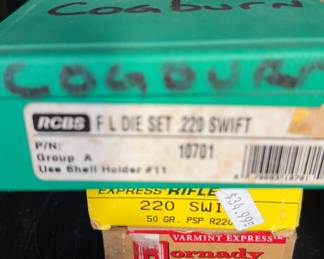 Cogburn
COGBURN
RCBS F L DIE SET .220 SWIFT
P/N: 10701
Group A
Use Shell Holder #11
EXPRESS RIFLE
220 SWI
$34.99
50 GR. PSP R220
VARMINT EXPRESS™
Hornady